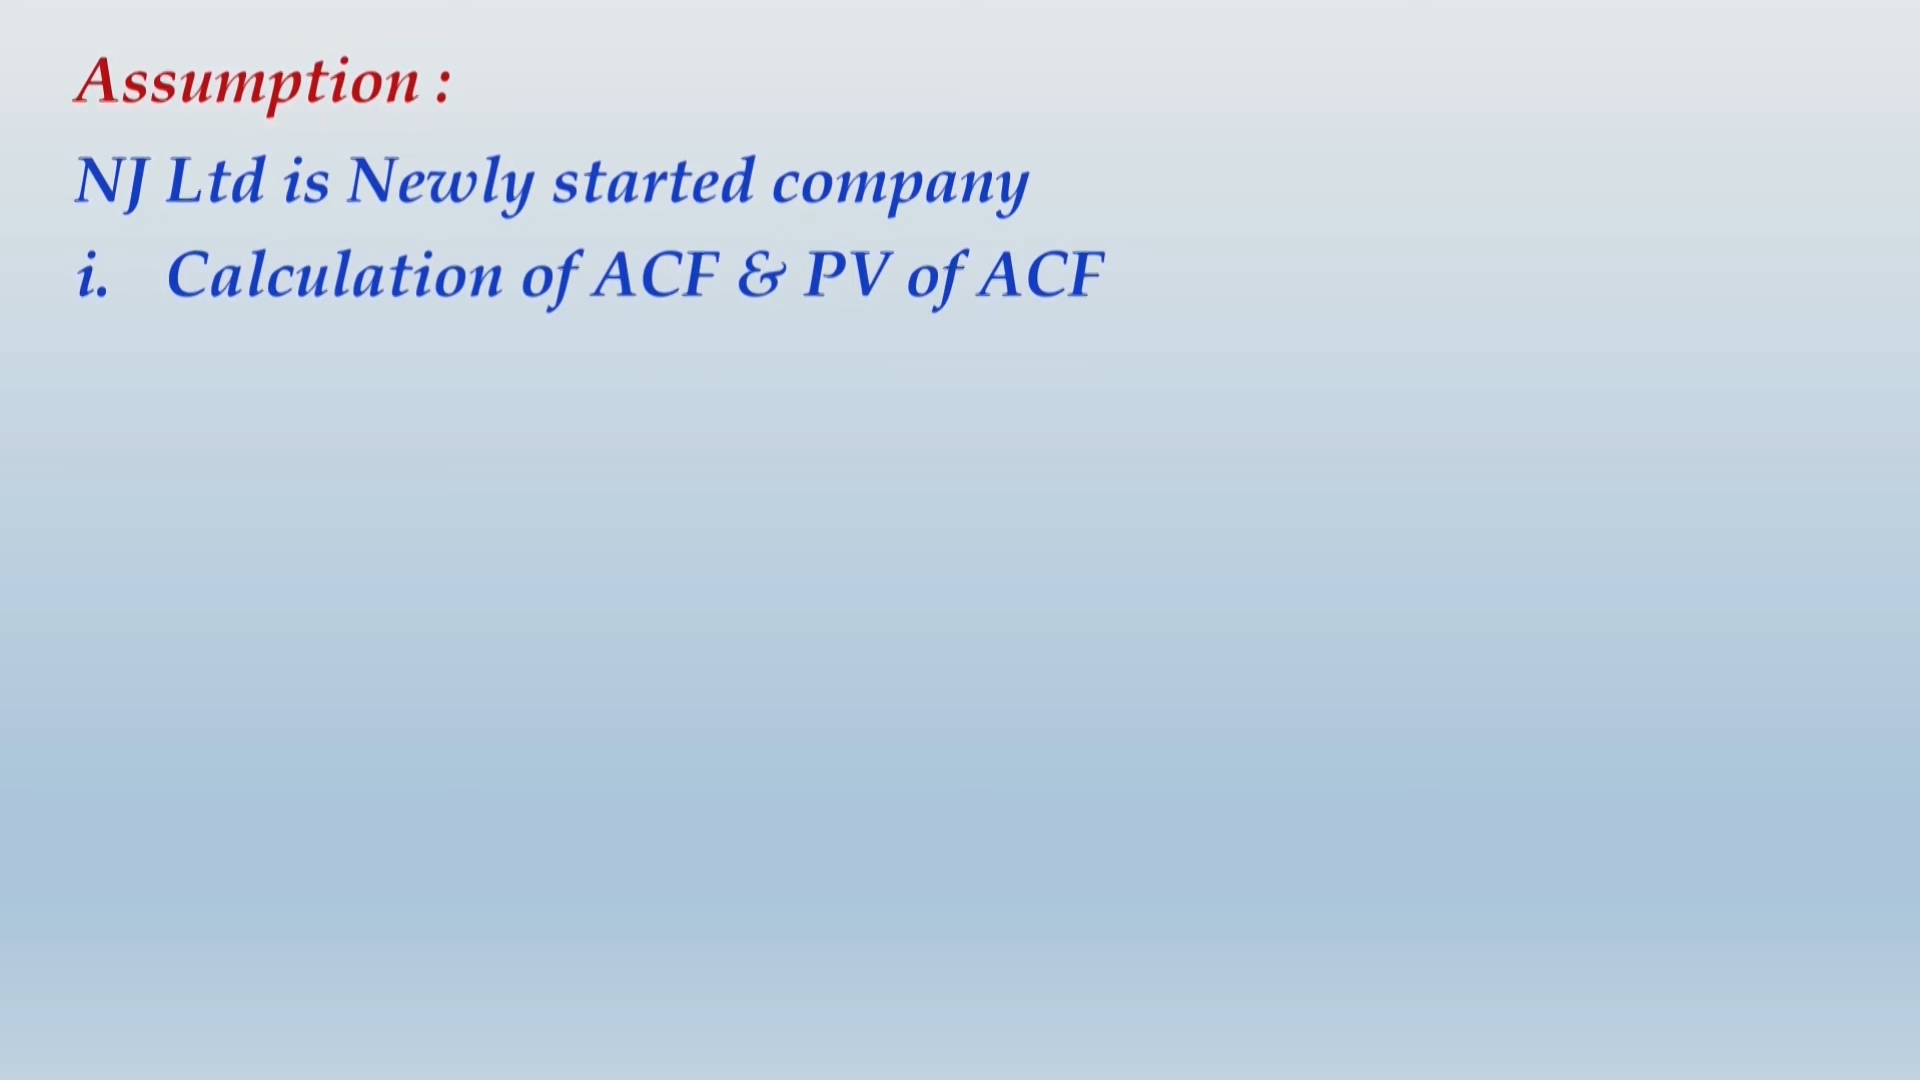 Assumption :
NJ Ltd is Newly started company
i. Calculation of ACF & PV of ACF